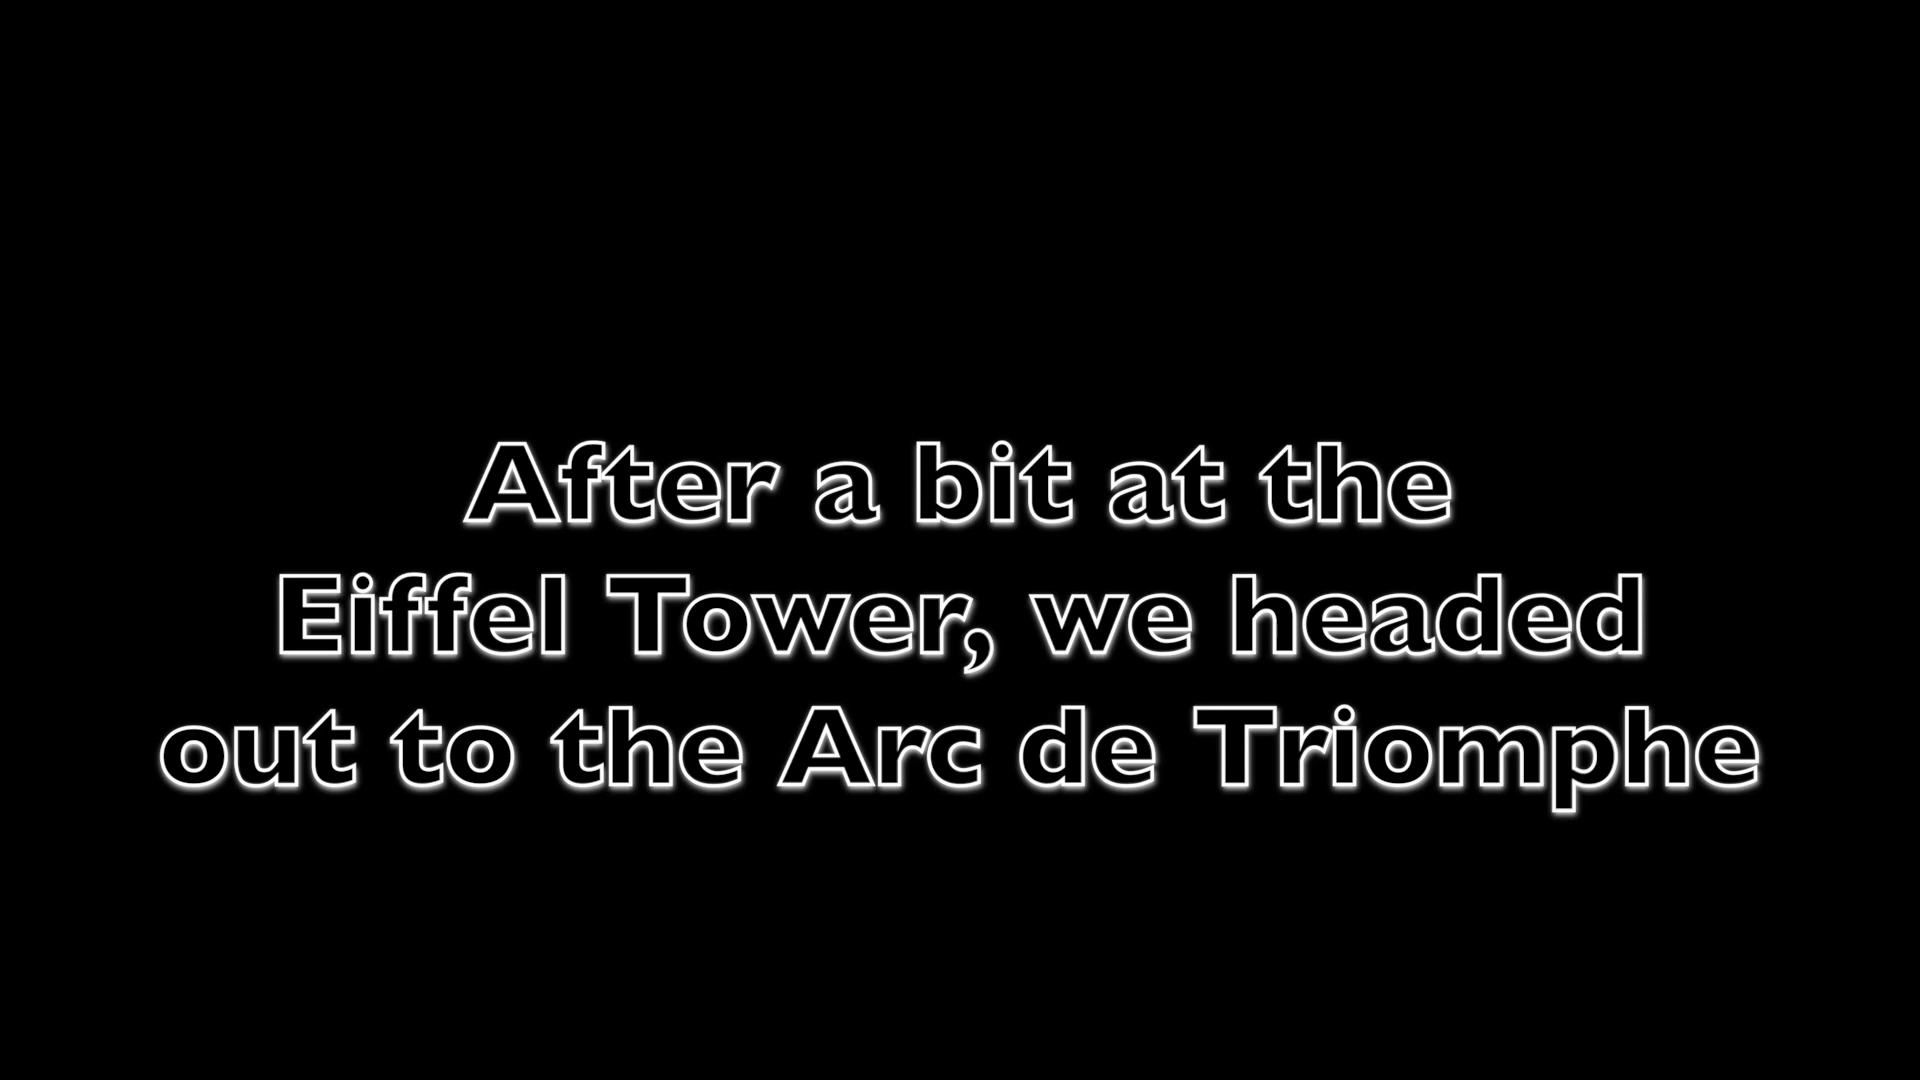 After a bit at the
Eiffel Tower, we headed
out to the Arc de Triomphe